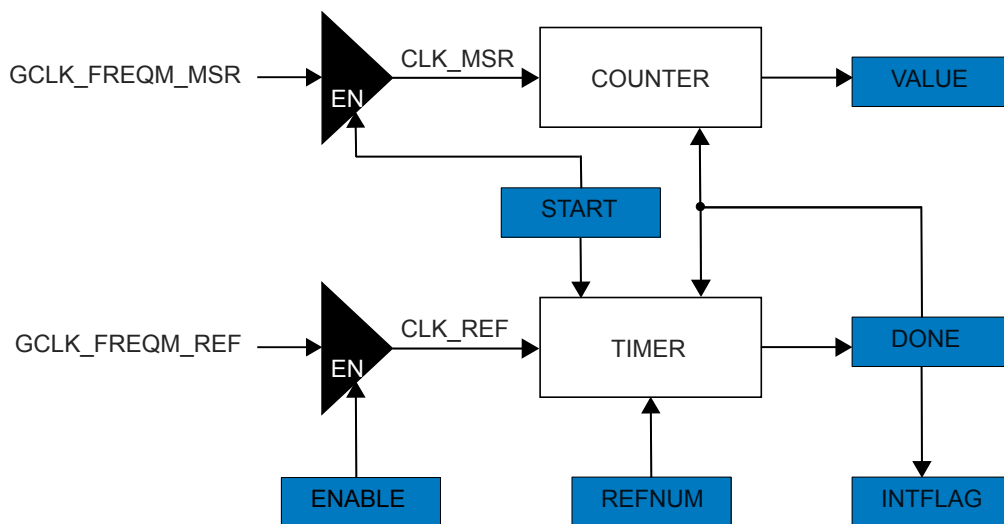 GCLK_FREQM_MSR
EN
CLK_MSR
COUNTER
VALUE
START
GCLK_FREQM_REF
EN
CLK_REF
TIMER
DONE
ENABLE
REFNUM
INTFLAG